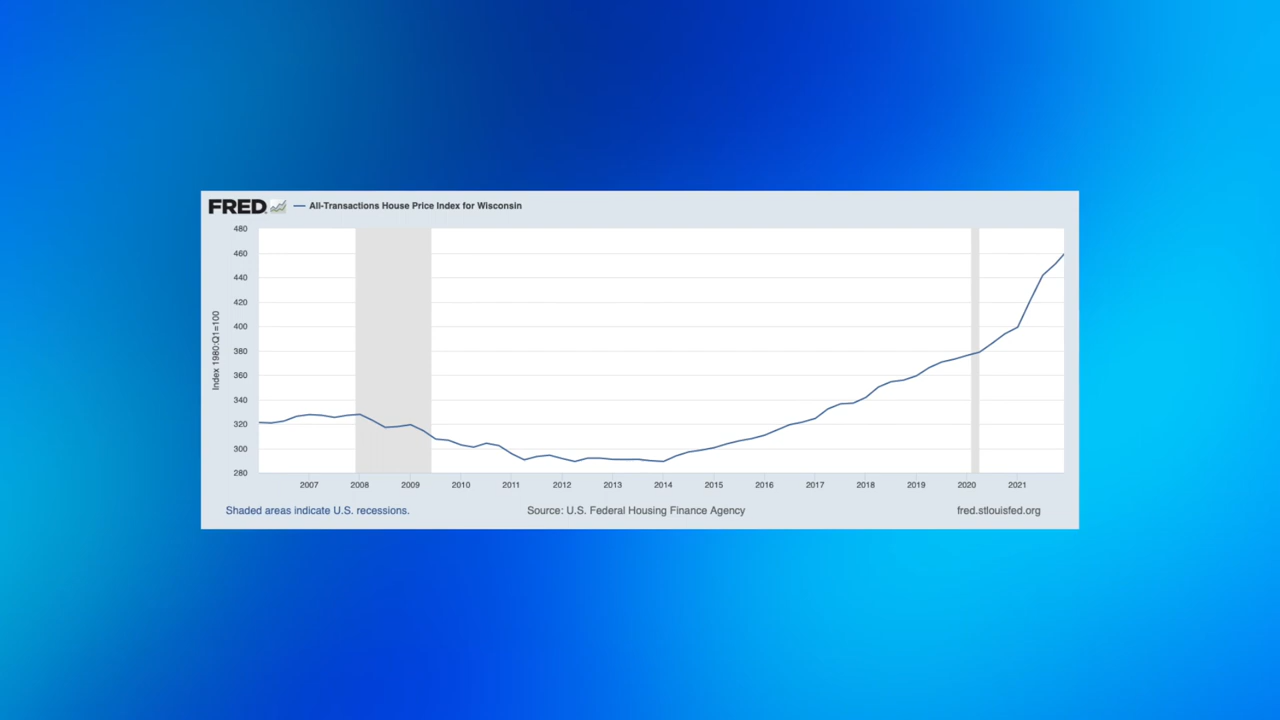 FRED — All-Transactions House Price Index for Wisconsin
480
460
440
420
400
380
360
340
320
300
280
Index 1980:Q1=100
2007 2008 2009 2010 2011 2012 2013 2014 2015 2016 2017 2018 2019 2020 2021
Shaded areas indicate U.S. recessions. Source: U.S. Federal Housing Finance Agency fred.stlouisfed.org